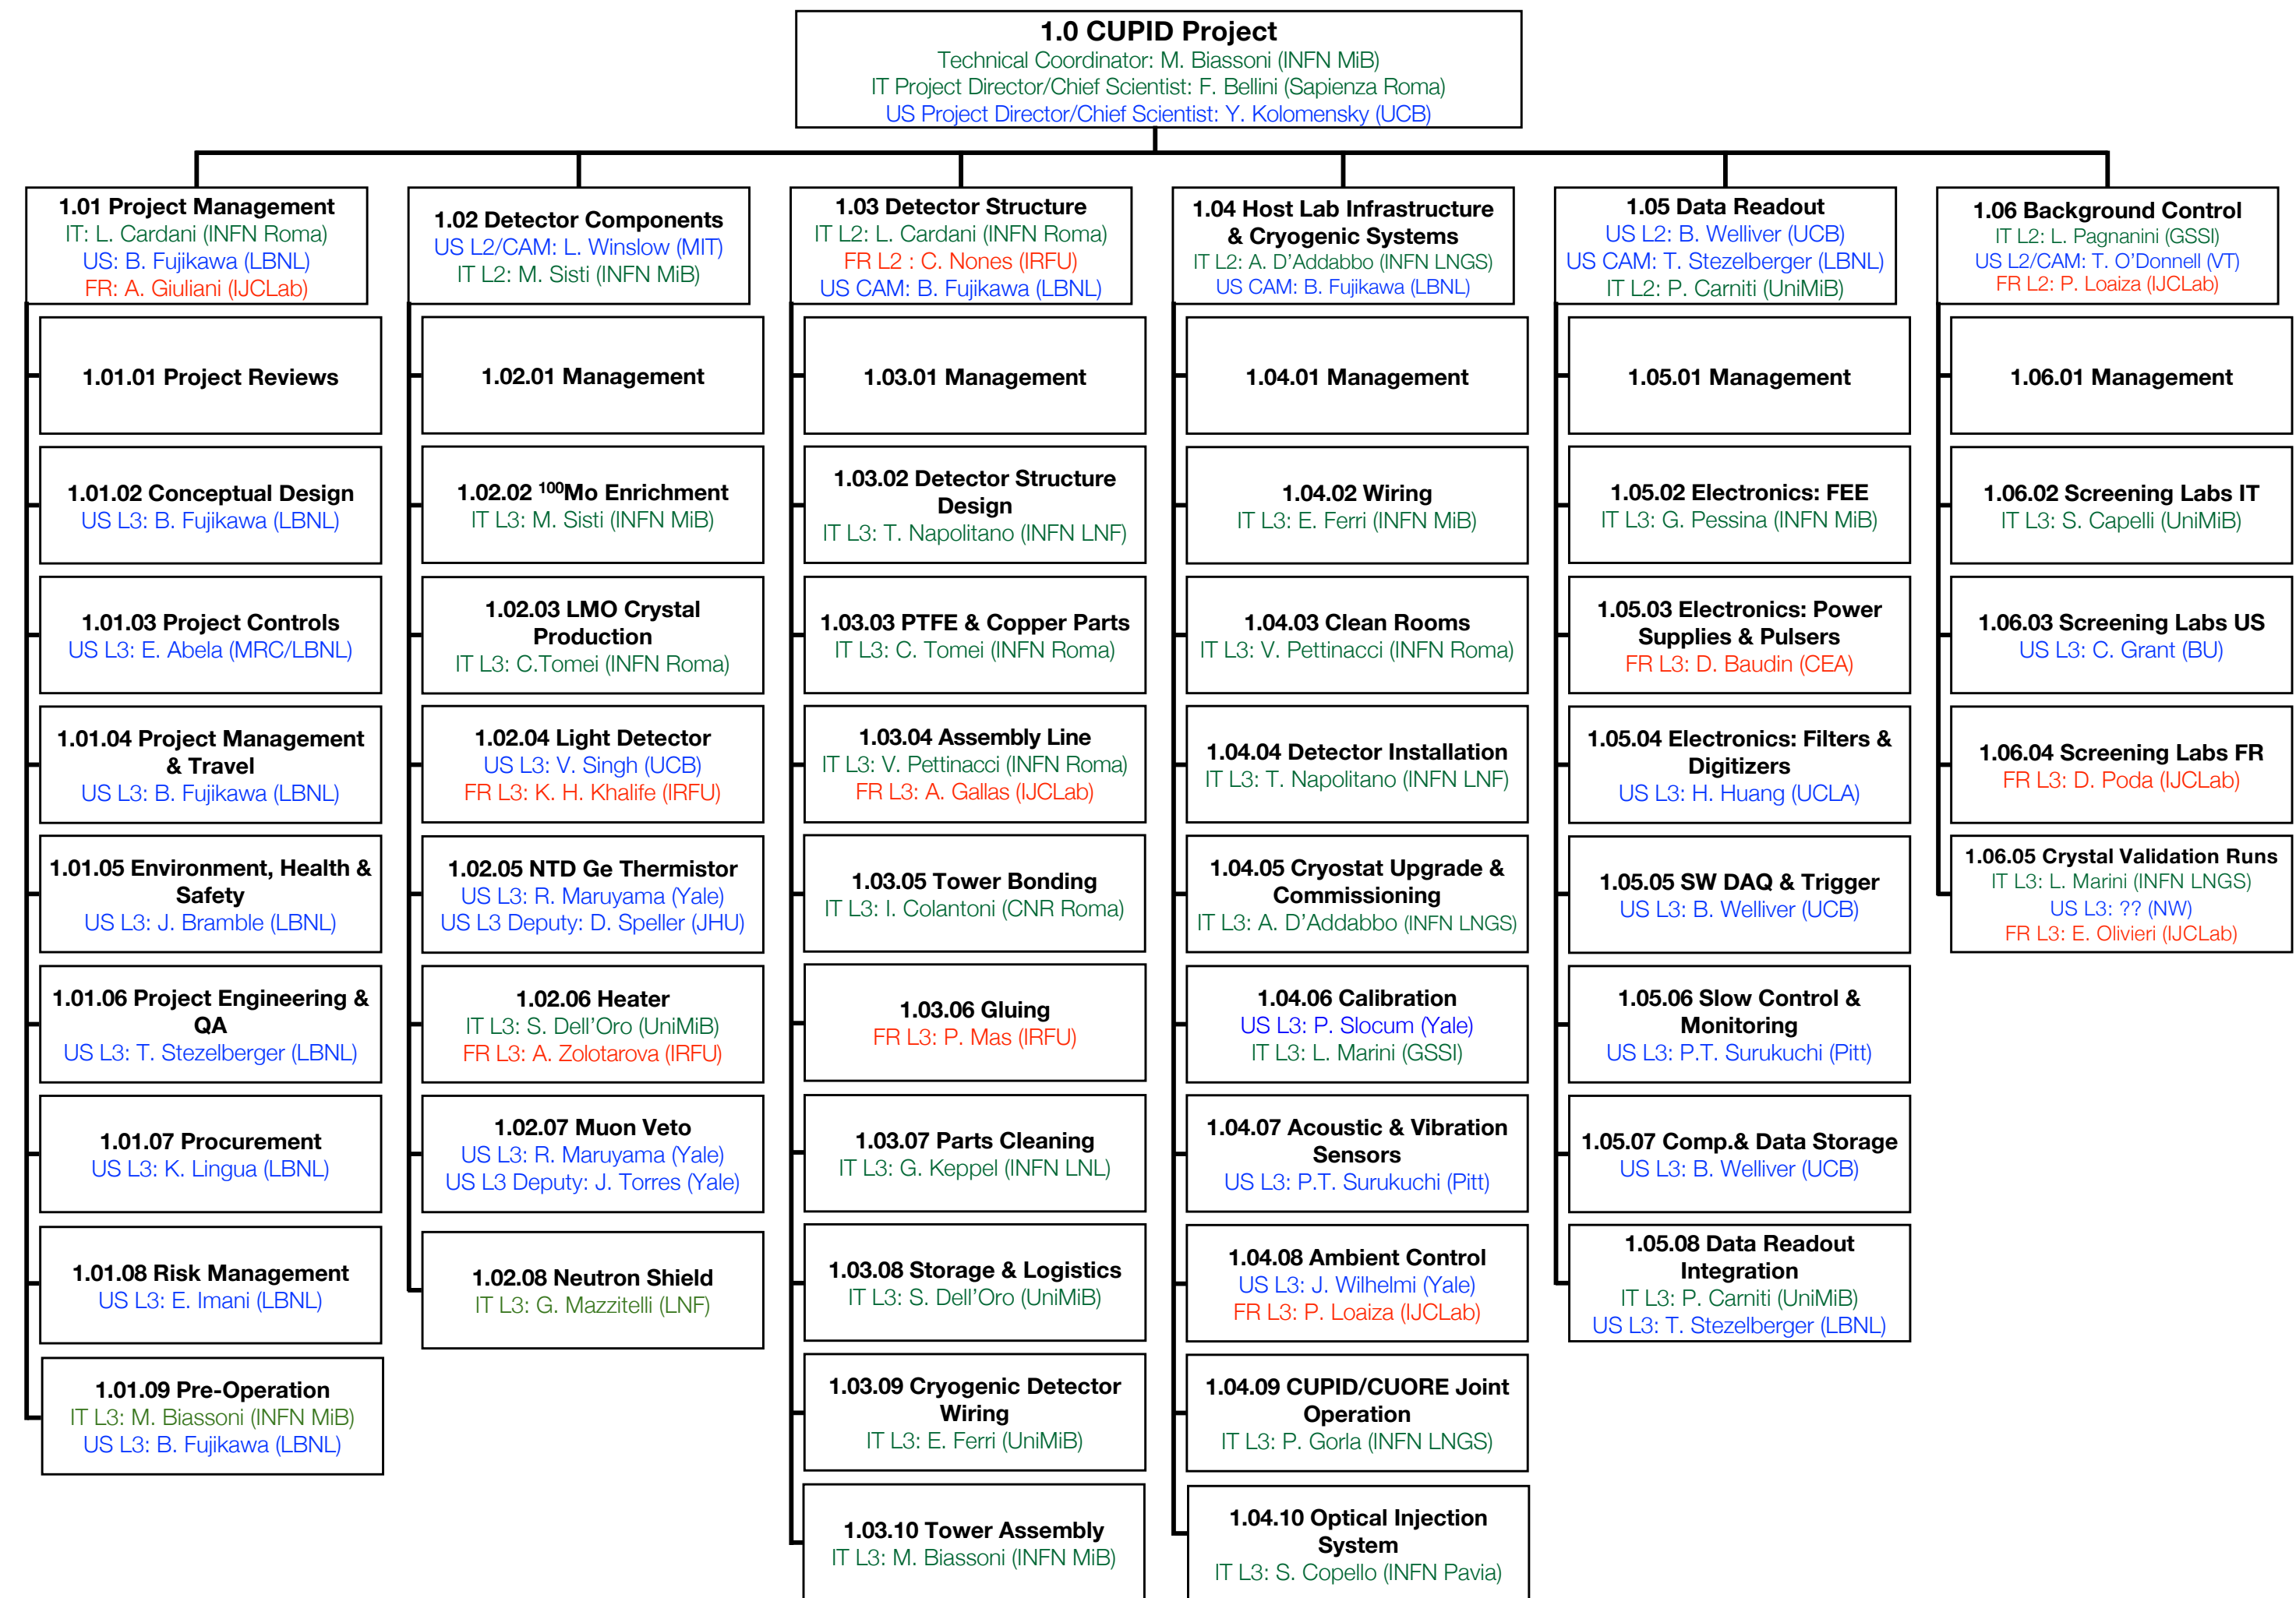 1.0 CUPID Project
Technical Coordinator: M. Biassoni (INFN MiB)
IT Project Director/Chief Scientist: F. Bellini (Sapienza Roma)
US Project Director/Chief Scientist: Y. Kolomensky (UCB)
1.01 Project Management
IT: L. Cardani (INFN Roma)
US: B. Fujikawa (LBNL)
FR: A. Giuliani (IJCLab)
1.01.01 Project Reviews
1.01.02 Conceptual Design
US L3: B. Fujikawa (LBNL)
1.01.03 Project Controls
US L3: E. Abela (MRC/LBNL)
1.01.04 Project Management
& Travel
US L3: B. Fujikawa (LBNL)
1.01.05 Environment, Health &
Safety
US L3: J. Bramble (LBNL)
1.01.06 Project Engineering &
QA
US L3: T. Stezelberger (LBNL)
1.01.07 Procurement
US L3: K. Lingua (LBNL)
1.01.08 Risk Management
US L3: E. Imani (LBNL)
1.01.09 Pre-Operation
IT L3: M. Biassoni (INFN MiB)
US L3: B. Fujikawa (LBNL)
1.02 Detector Components
US L2/CAM: L. Winslow (MIT)
IT L2: M. Sisti (INFN MiB)
1.02.01 Management
1.02.02 ¹⁰⁰Mo Enrichment
IT L3: M. Sisti (INFN MiB)
1.02.03 LMO Crystal
Production
IT L3: C.Tomei (INFN Roma)
1.02.04 Light Detector
US L3: V. Singh (UCB)
FR L3: K. H. Khalife (IRFU)
1.02.05 NTD Ge Thermistor
US L3: R. Maruyama (Yale)
US L3 Deputy: D. Speller (JHU)
1.02.06 Heater
IT L3: S. Dell'Oro (UniMiB)
FR L3: A. Zolotarova (IRFU)
1.02.07 Muon Veto
US L3: R. Maruyama (Yale)
US L3 Deputy: J. Torres (Yale)
1.02.08 Neutron Shield
IT L3: G. Mazzitelli (LNF)
1.03 Detector Structure
IT L2: L. Cardani (INFN Roma)
FR L2 : C. Nones (IRFU)
US CAM: B. Fujikawa (LBNL)
1.03.01 Management
1.03.02 Detector Structure
Design
IT L3: T. Napolitano (INFN LNF)
1.03.03 PTFE & Copper Parts
IT L3: C. Tomei (INFN Roma)
1.03.04 Assembly Line
IT L3: V. Pettinacci (INFN Roma)
FR L3: A. Gallas (IJCLab)
1.03.05 Tower Bonding
IT L3: I. Colantoni (CNR Roma)
1.03.06 Gluing
FR L3: P. Mas (IRFU)
1.03.07 Parts Cleaning
IT L3: G. Keppel (INFN LNL)
1.03.08 Storage & Logistics
IT L3: S. Dell'Oro (UniMiB)
1.03.09 Cryogenic Detector
Wiring
IT L3: E. Ferri (UniMiB)
1.03.10 Tower Assembly
IT L3: M. Biassoni (INFN MiB)
1.04 Host Lab Infrastructure
& Cryogenic Systems
IT L2: A. D'Addabbo (INFN LNGS)
US CAM: B. Fujikawa (LBNL)
1.04.01 Management
1.04.02 Wiring
IT L3: E. Ferri (INFN MiB)
1.04.03 Clean Rooms
IT L3: V. Pettinacci (INFN Roma)
1.04.04 Detector Installation
IT L3: T. Napolitano (INFN LNF)
1.04.05 Cryostat Upgrade &
Commissioning
IT L3: A. D'Addabbo (INFN LNGS)
1.04.06 Calibration
US L3: P. Slocum (Yale)
IT L3: L. Marini (GSSI)
1.04.07 Acoustic & Vibration
Sensors
US L3: P.T. Surukuchi (Pitt)
1.04.08 Ambient Control
US L3: J. Wilhelmi (Yale)
FR L3: P. Loaiza (IJCLab)
1.04.09 CUPID/CUORE Joint
Operation
IT L3: P. Gorla (INFN LNGS)
1.04.10 Optical Injection
System
IT L3: S. Copello (INFN Pavia)
1.05 Data Readout
US L2: B. Welliver (UCB)
US CAM: T. Stezelberger (LBNL)
IT L2: P. Carniti (UniMiB)
1.05.01 Management
1.05.02 Electronics: FEE
IT L3: G. Pessina (INFN MiB)
1.05.03 Electronics: Power
Supplies & Pulsers
FR L3: D. Baudin (CEA)
1.05.04 Electronics: Filters &
Digitizers
US L3: H. Huang (UCLA)
1.05.05 SW DAQ & Trigger
US L3: B. Welliver (UCB)
1.05.06 Slow Control &
Monitoring
US L3: P.T. Surukuchi (Pitt)
1.05.07 Comp.& Data Storage
US L3: B. Welliver (UCB)
1.05.08 Data Readout
Integration
IT L3: P. Carniti (UniMiB)
US L3: T. Stezelberger (LBNL)
1.06 Background Control
IT L2: L. Pagnanini (GSSI)
US L2/CAM: T. O'Donnell (VT)
FR L2: P. Loaiza (IJCLab)
1.06.01 Management
1.06.02 Screening Labs IT
IT L3: S. Capelli (UniMiB)
1.06.03 Screening Labs US
US L3: C. Grant (BU)
1.06.04 Screening Labs FR
FR L3: D. Poda (IJCLab)
1.06.05 Crystal Validation Runs
IT L3: L. Marini (INFN LNGS)
US L3: ?? (NW)
FR L3: E. Olivieri (IJCLab)